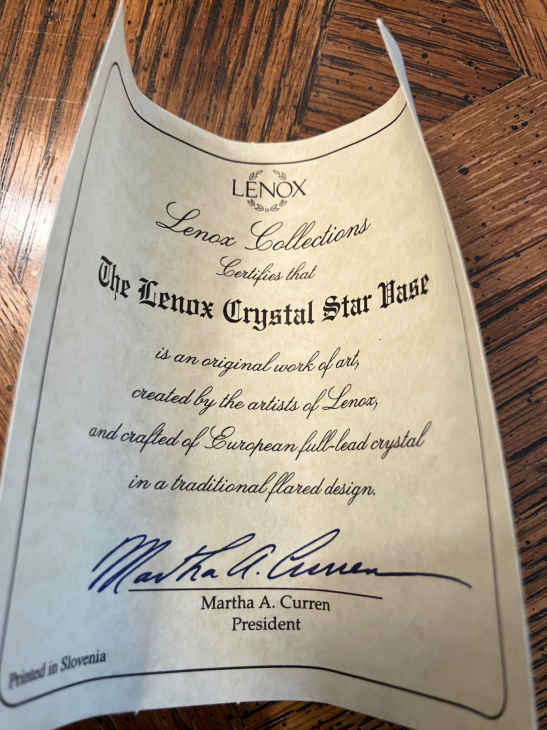 LENOX
Lenox Collections
Certifies that
The Lenox Crystal Star Vase
is an original work of art,
created by the artists of Lenox,
and crafted of European full-lead crystal
in a traditional flared design.
Martha A. Curren
Martha A. Curren
President
Printed in Slovenia